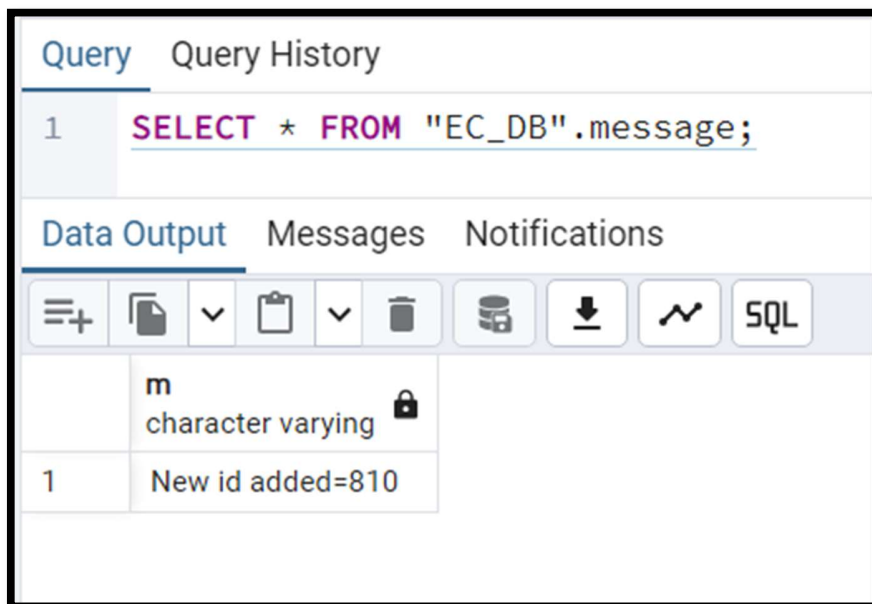 Query Query History
1 SELECT * FROM "EC_DB".message;
Data Output Messages Notifications
SQL
m
character varying
1 New id added=810